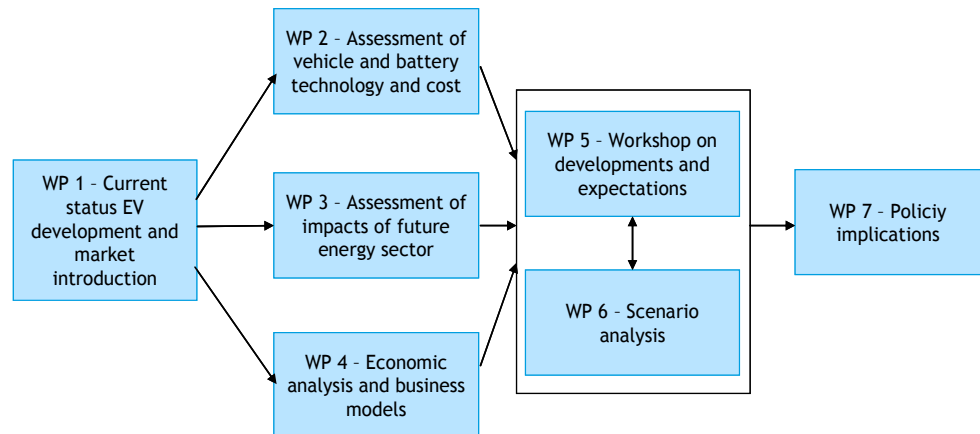 WP 1 – Current
status EV
development and
market
introduction
WP 2 – Assessment of
vehicle and battery
technology and cost
WP 3 – Assessment of
impacts of future
energy sector
WP 4 – Economic
analysis and business
models
WP 5 – Workshop on
developments and
expectations
WP 6 – Scenario
analysis
WP 7 – Policiy
implications